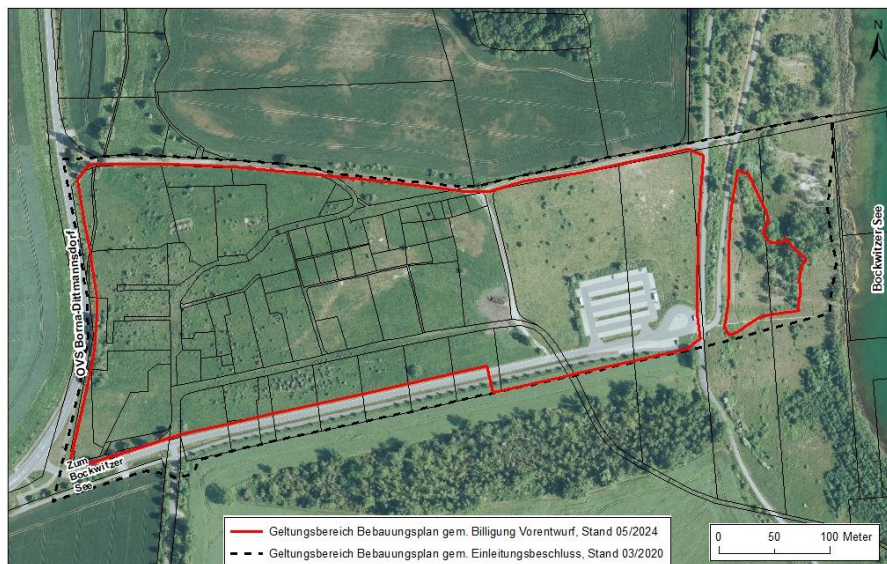 N
OVS Borna-Dittmannsdorf
Bockwitzer See
Zum
Bockwitzer
See
Geltungsbereich Bebauungsplan gem. Billigung Vorentwurf, Stand 05/2024
Geltungsbereich Bebauungsplan gem. Einleitungsbeschluss, Stand 03/2020
0 50 100 Meter